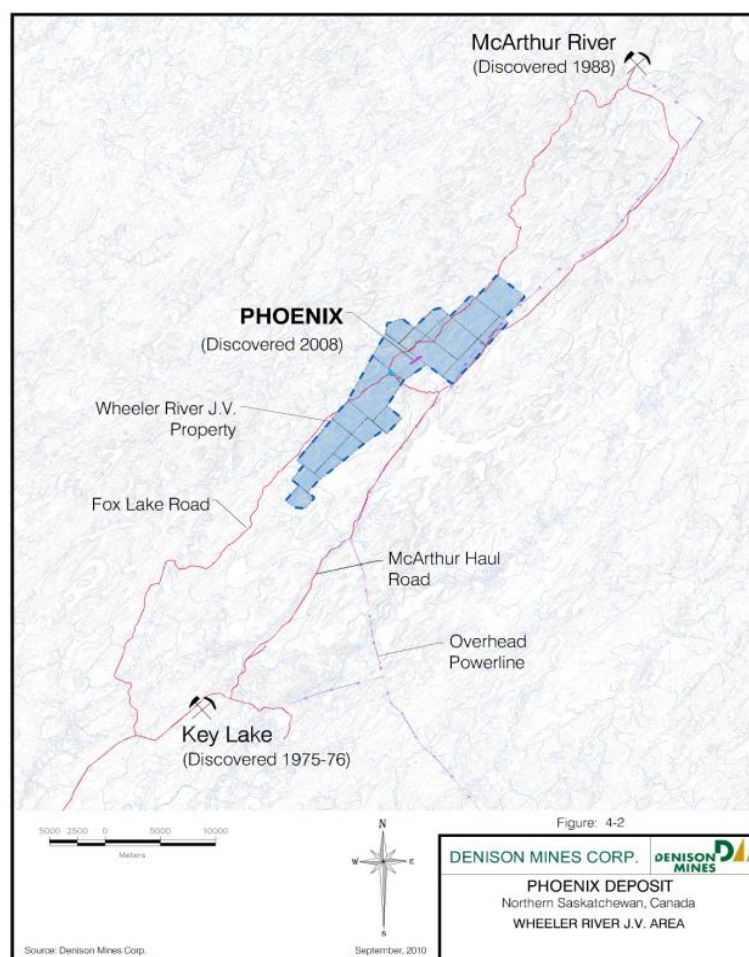 McArthur River
(Discovered 1988)
PHOENIX
(Discovered 2008)
Wheeler River J.V.
Property
Fox Lake Road
McArthur Haul
Road
Overhead
Powerline
Key Lake
(Discovered 1975-76)
5000 2500 0 5000 10000
Meters
N
W E
S
Figure: 4-2
DENISON MINES CORP.
DENISON
MINES
PHOENIX DEPOSIT
Northern Saskatchewan, Canada
WHEELER RIVER J.V. AREA
Source: Denison Mines Corp.
September, 2010